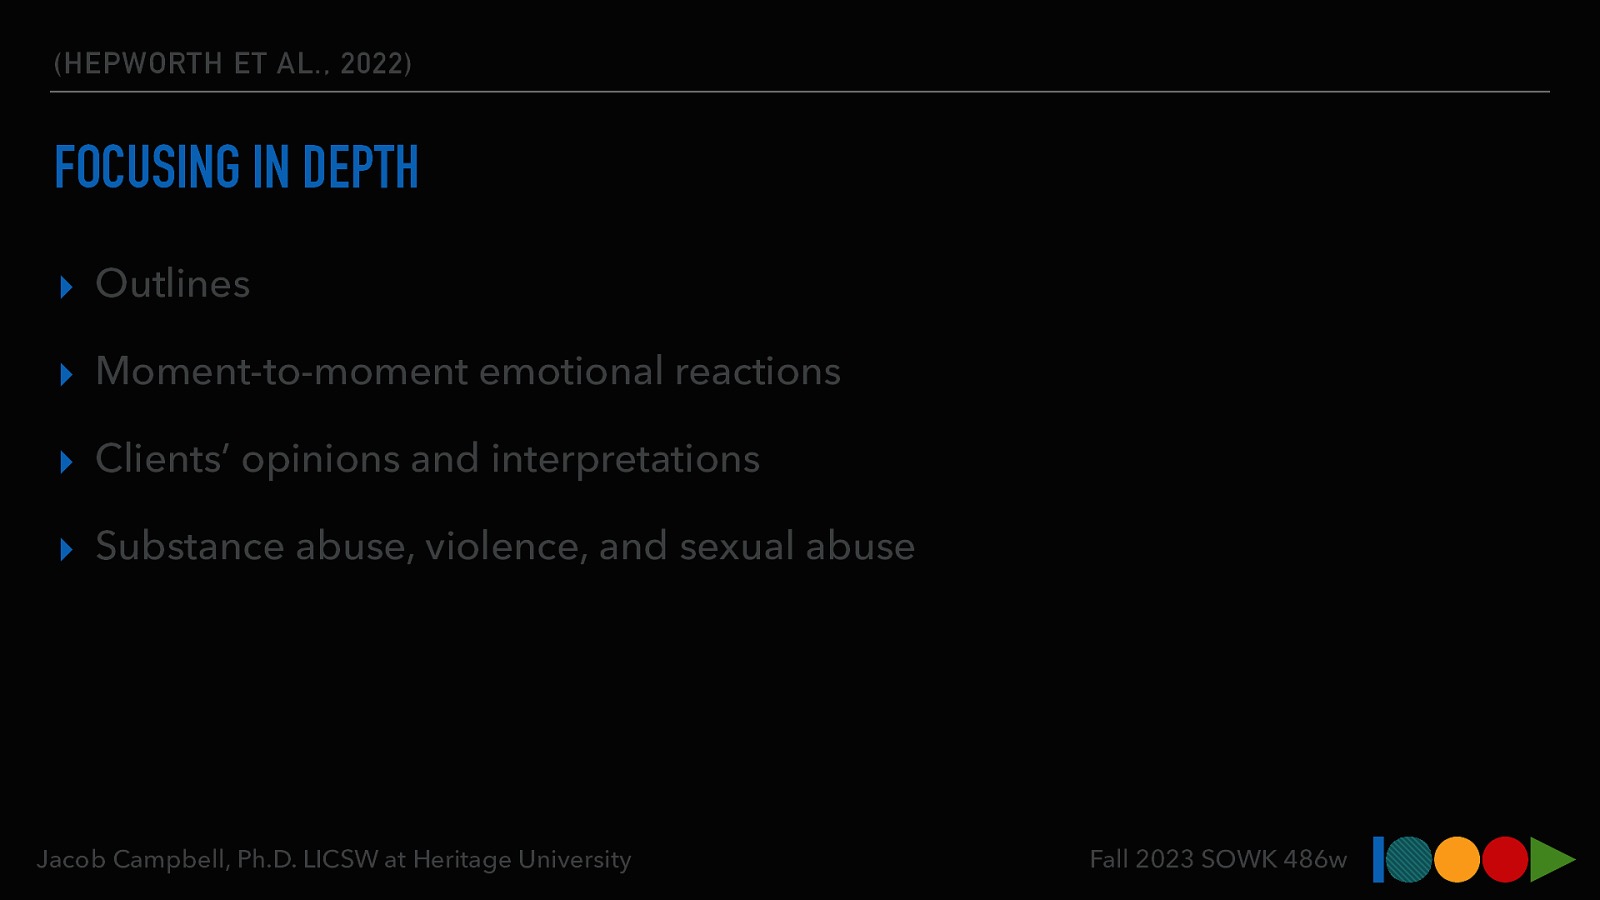 (HEPWORTH ET AL., 2022)
FOCUSING IN DEPTH
Outlines
Moment-to-moment emotional reactions
Clients’ opinions and interpretations
Substance abuse, violence, and sexual abuse
Jacob Campbell, Ph.D. LICSW at Heritage University
Fall 2023 SOWK 486w